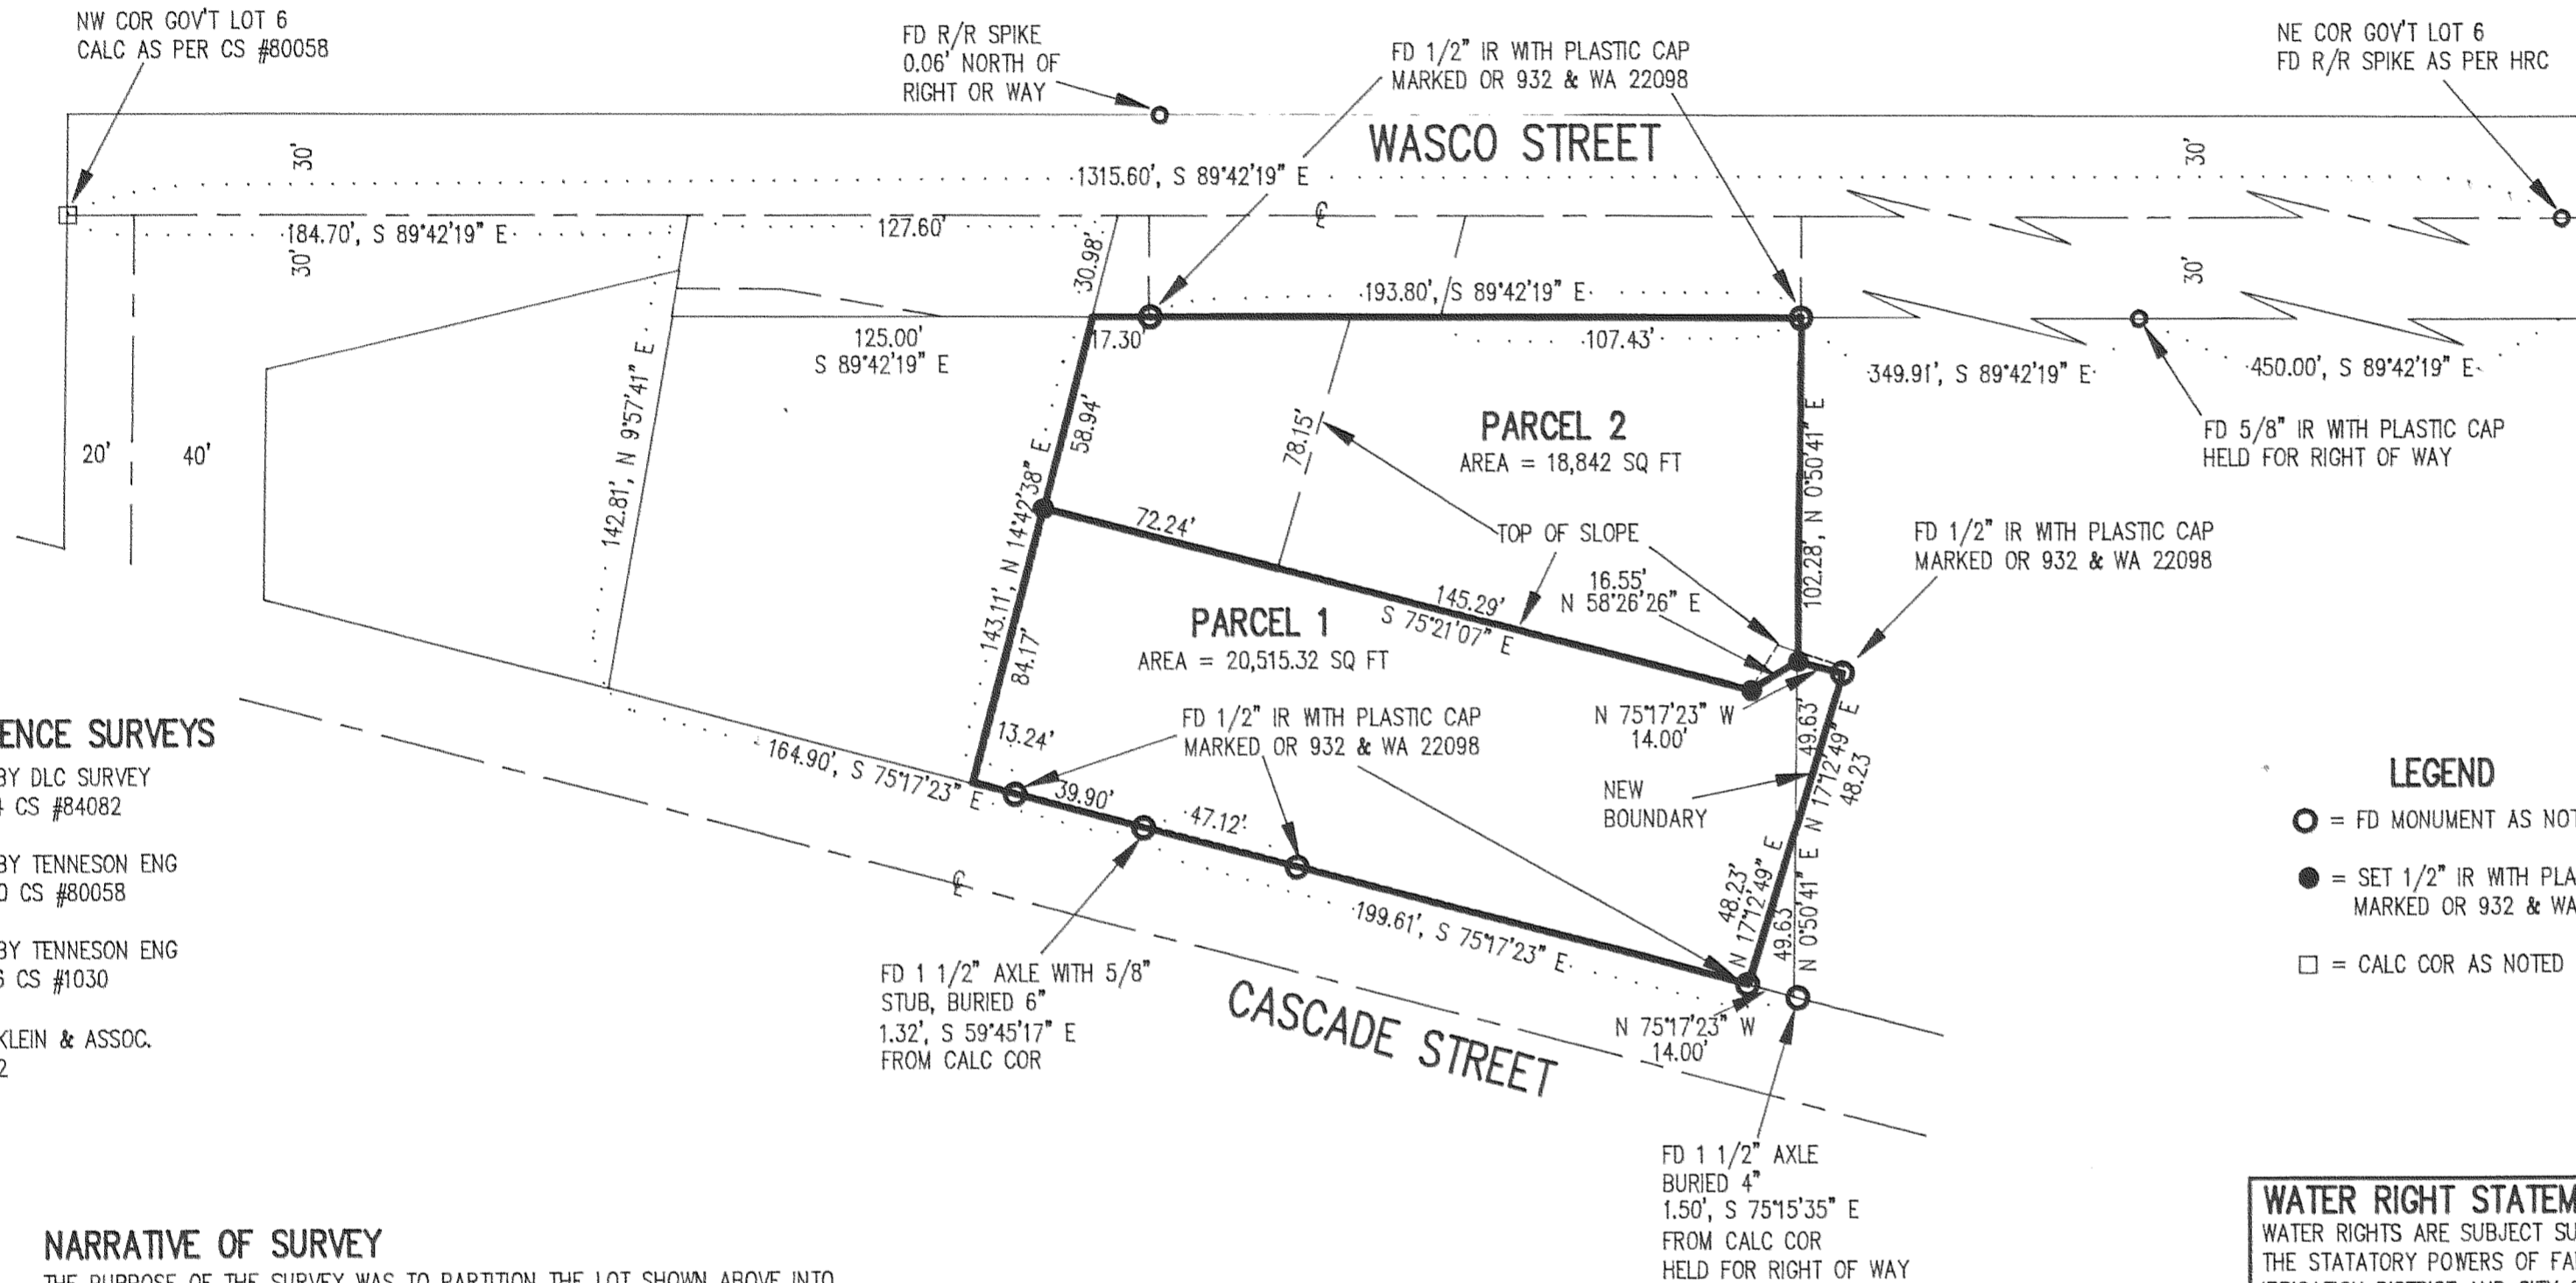 NW COR GOV'T LOT 6
CALC AS PER CS #80058
FD R/R SPIKE
0.06' NORTH OF
RIGHT OR WAY
FD 1/2" IR WITH PLASTIC CAP
MARKED OR 932 & WA 22098
NE COR GOV'T LOT 6
FD R/R SPIKE AS PER HRC
WASCO STREET
30'
1315.60', S 89°42'19" E
30'
184.70', S 89°42'19" E
127.60'
℄
30'
30.98'
193.80', S 89°42'19" E
30'
125.00'
S 89°42'19" E
17.30'
107.43'
349.91', S 89°42'19" E
450.00', S 89°42'19" E
20'
40'
142.81', N 9°57'41" E
143.11', N 14°42'38" E
58.94'
78.15'
PARCEL 2
AREA = 18,842 SQ FT
102.28', N 0°50'41" E
FD 5/8" IR WITH PLASTIC CAP
HELD FOR RIGHT OF WAY
72.24'
TOP OF SLOPE
FD 1/2" IR WITH PLASTIC CAP
MARKED OR 932 & WA 22098
16.55'
N 58°26'26" E
145.29'
S 75°21'07" E
PARCEL 1
AREA = 20,515.32 SQ FT
84.17'
N 75°17'23" W
14.00'
49.63'
N 17°12'49" E
48.23
13.24'
FD 1/2" IR WITH PLASTIC CAP
MARKED OR 932 & WA 22098
164.90', S 75°17'23" E
39.90'
47.12'
NEW
BOUNDARY
199.61', S 75°17'23" E
48.23'
N 17°12'49" E
49.63'
N 0°50'41" E
℄
FD 1 1/2" AXLE WITH 5/8"
STUB, BURIED 6"
1.32', S 59°45'17" E
FROM CALC COR
CASCADE STREET
N 75°17'23" W
14.00'
FD 1 1/2" AXLE
BURIED 4"
1.50', S 75°15'35" E
FROM CALC COR
HELD FOR RIGHT OF WAY
ENCE SURVEYS
BY DLC SURVEY
CS #84082
BY TENNESON ENG
0 CS #80058
BY TENNESON ENG
6 CS #1030
KLEIN & ASSOC.
2
LEGEND
= FD MONUMENT AS NOT
= SET 1/2" IR WITH PLA
MARKED OR 932 & WA
= CALC COR AS NOTED
NARRATIVE OF SURVEY
THE PURPOSE OF THE SURVEY WAS TO PARTITION THE LOT SHOWN ABOVE INTO
WATER RIGHT STATEM
WATER RIGHTS ARE SUBJECT SU
THE STATATORY POWERS OF FA